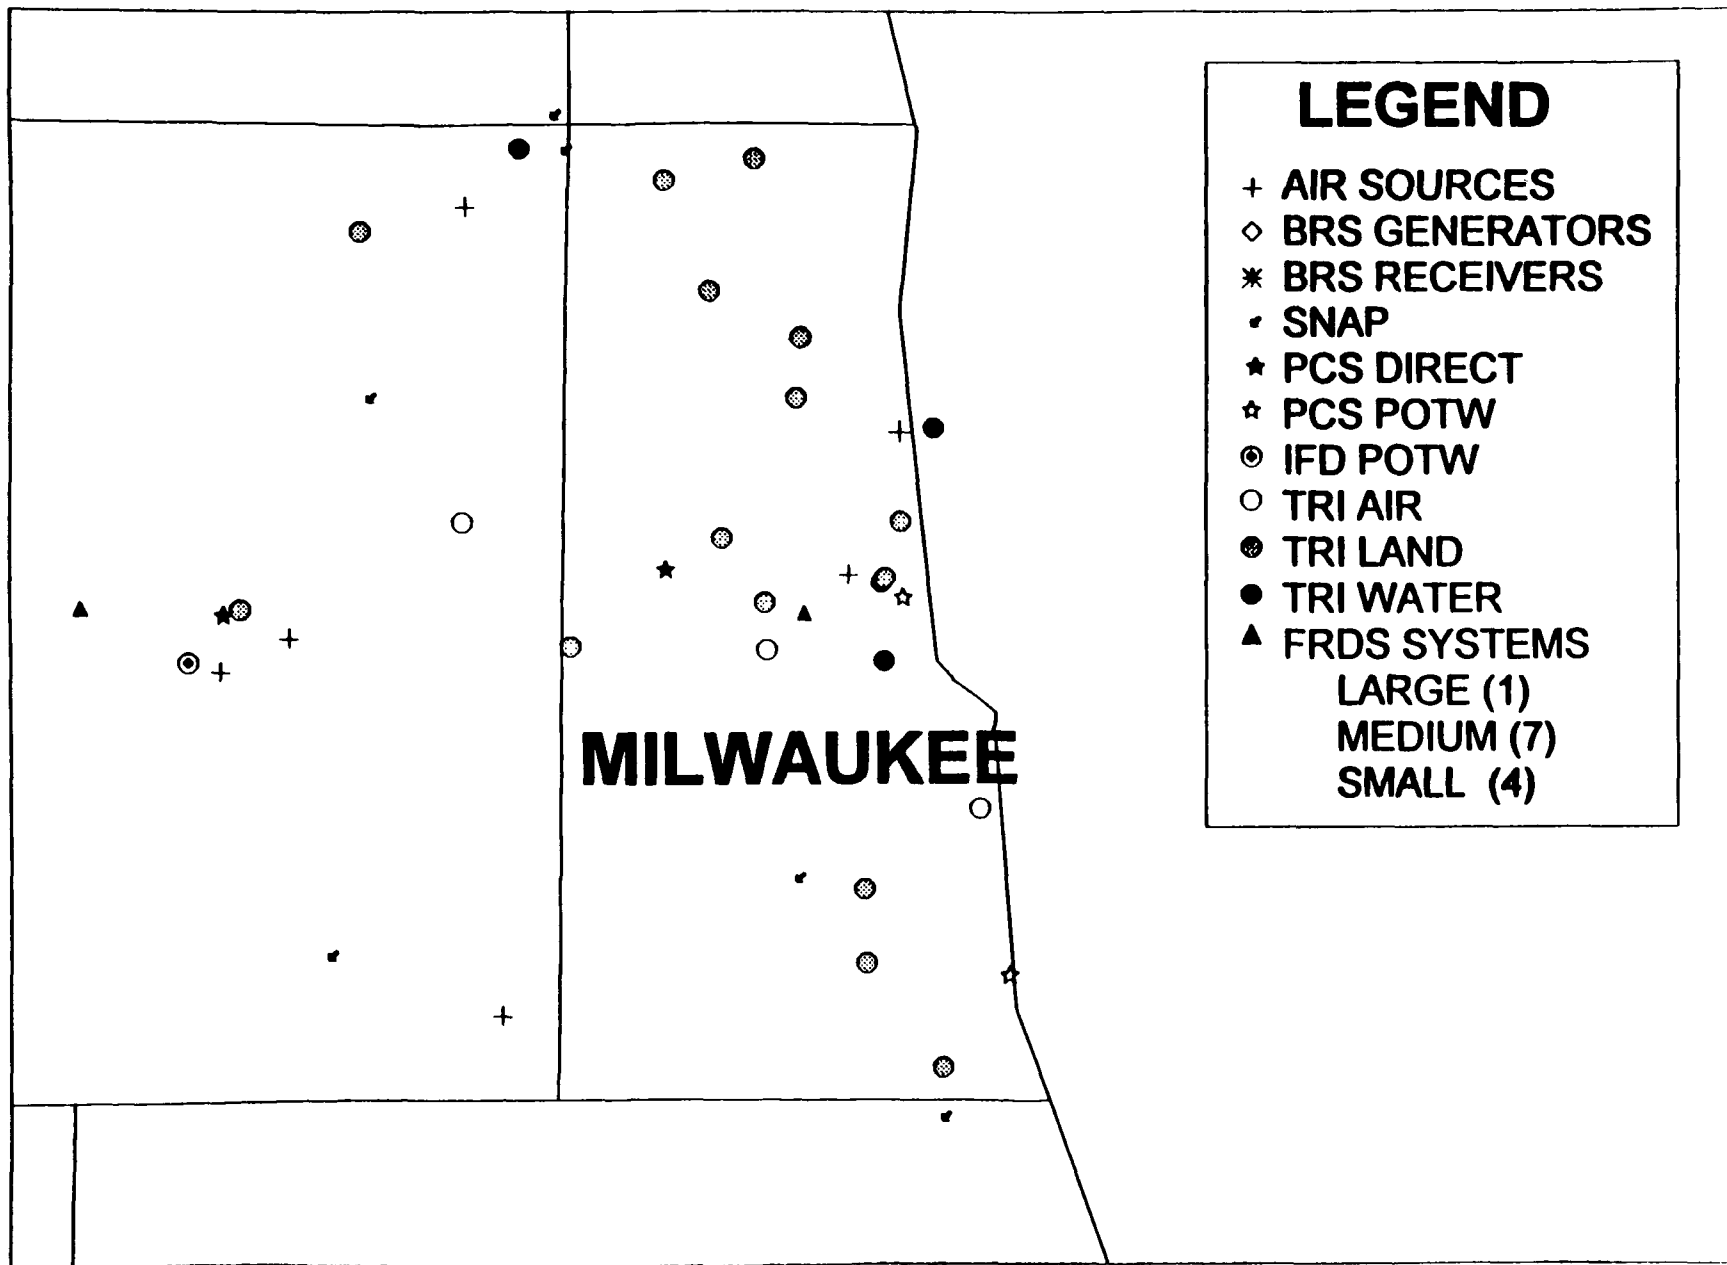 LEGEND
AIR SOURCES
BRS GENERATORS
BRS RECEIVERS
SNAP
PCS DIRECT
PCS POTW
IFD POTW
TRI AIR
TRI LAND
TRI WATER
FRDS SYSTEMS
LARGE (1)
MEDIUM (7)
SMALL (4)
MILWAUKEE